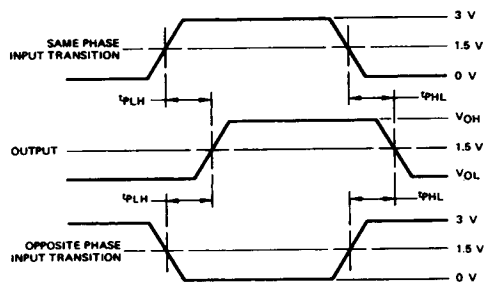 3 V
SAME PHASE
INPUT TRANSITION
1.5 V
0 V
tPLH
tPHL
VOH
OUTPUT
1.5 V
VOL
tPLH
tPHL
3 V
OPPOSITE PHASE
INPUT TRANSITION
1.5 V
0 V